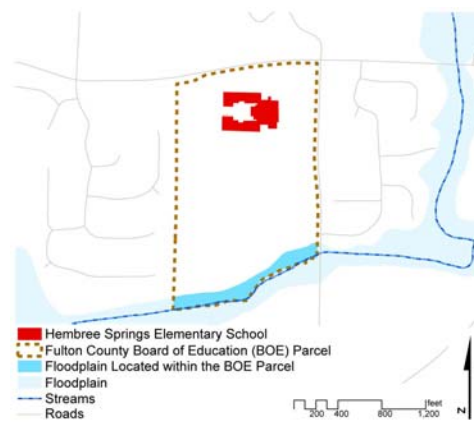 Hembree Springs Elementary School
Fulton County Board of Education (BOE) Parcel
Floodplain Located within the BOE Parcel
Floodplain
Streams
Roads
feet
200 400 800 1,200
N